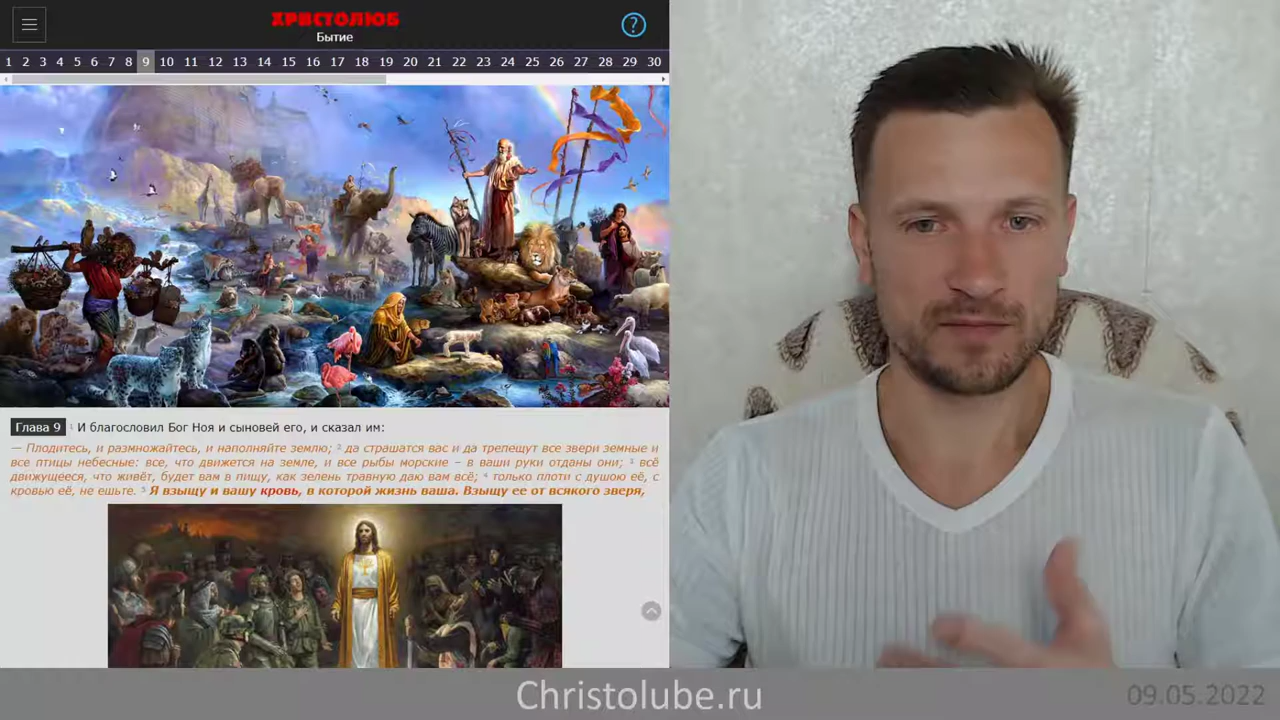 ХРИСТОЛЮБ
Бытие
?
1 2 3 4 5 6 7 8 9 10 11 12 13 14 15 16 17 18 19 20 21 22 23 24 25 26 27 28 29 30
Глава 9 1 И благословил Бог Ноя и сыновей его, и сказал им:
— Плодитесь, и размножайтесь, и наполняйте землю; 2 да страшатся вас и да трепещут все звери земные и
все птицы небесные: все, что движется на земле, и все рыбы морские – в ваши руки отданы они; 3 всё
движущееся, что живёт, будет вам в пищу, как зелень травную даю вам всё; 4 только плоти с душою её, с
кровью её, не ешьте. 5 Я взыщу и вашу кровь, в которой жизнь ваша. Взыщу ее от всякого зверя,
Christolube.ru
09.05.2022